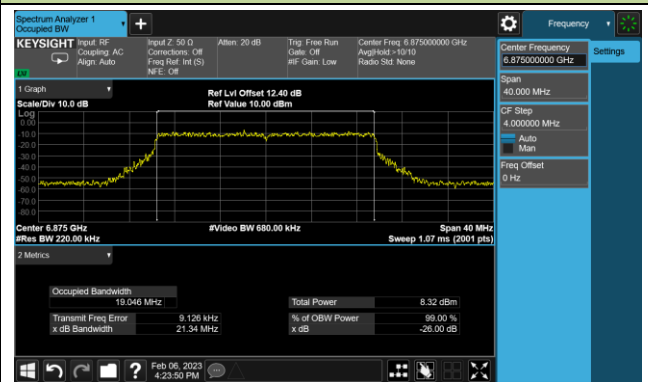 Spectrum Analyzer 1
Occupied BW
Frequency
KEYSIGHT
Input: RF
Coupling: AC
Align: Auto
Input Z: 50 Ω
Corrections: Off
Freq Ref: Int (S)
NFE: Off
Atten: 20 dB
Trig: Free Run
Gate: Off
#IF Gain: Low
Center Freq: 6.875000000 GHz
Avg|Hold:>10/10
Radio Std: None
Center Frequency
6.875000000 GHz
Settings
Span
40.000 MHz
CF Step
4.000000 MHz
Auto
Man
Freq Offset
0 Hz
1 Graph
Scale/Div 10.0 dB
Ref Lvl Offset 12.40 dB
Ref Value 10.00 dBm
Log
0.00
-10.0
-20.0
-30.0
-40.0
-50.0
-60.0
-70.0
-80.0
Center 6.875 GHz
#Video BW 680.00 kHz
Span 40 MHz
#Res BW 220.00 kHz
Sweep 1.07 ms (2001 pts)
2 Metrics
Occupied Bandwidth
19.046 MHz
Total Power 8.32 dBm
Transmit Freq Error 9.126 kHz
% of OBW Power 99.00 %
x dB Bandwidth 21.34 MHz
x dB -26.00 dB
?
Feb 06, 2023
4:23:50 PM